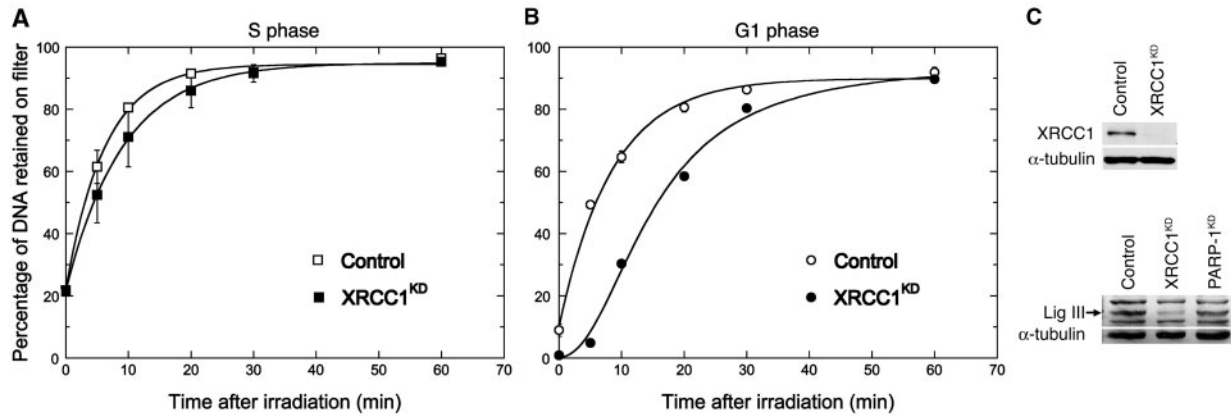 A
S phase
Percentage of DNA retained on filter
100
80
60
40
20
0
0 10 20 30 40 50 60 70
Time after irradiation (min)
Control
XRCC1KD
B
G1 phase
100
80
60
40
20
0
0 10 20 30 40 50 60 70
Time after irradiation (min)
Control
XRCC1KD
C
Control
XRCC1KD
XRCC1
α-tubulin
Control
XRCC1KD
PARP-1KD
Lig III
α-tubulin